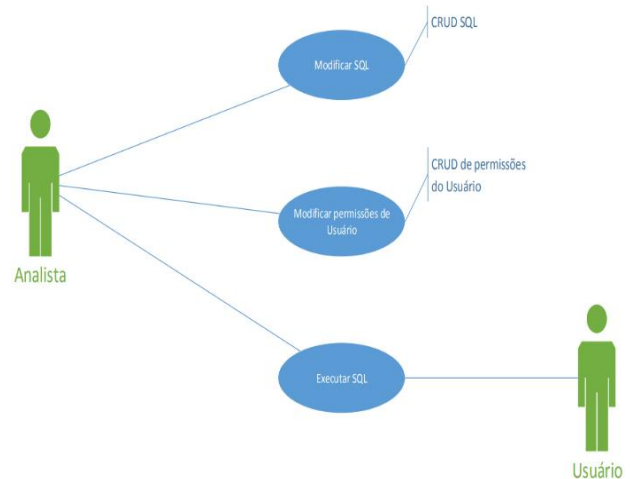 CRUD SQL
Modificar SQL
CRUD de permissões
do Usuário
Modificar permissões de
Usuário
Analista
Executar SQL
Usuário